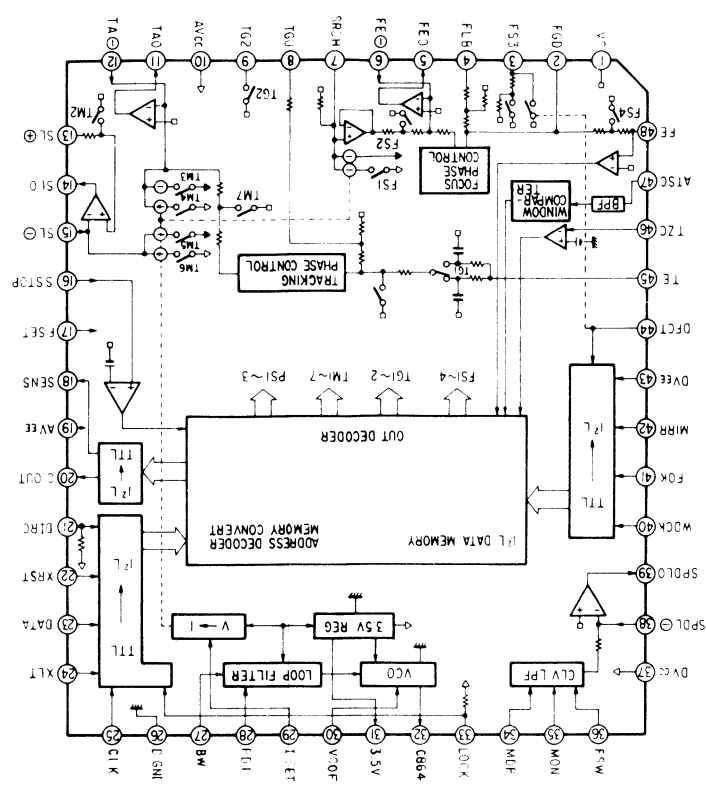 TA⊖
TAO
AVcc
TG2
TGU
SRCH
FE⊖
FEO
FLB
FS3
FGD
12
11
10
9
8
7
6
5
4
3
2
1
TM2
TG2
FS2
FS1
FS4
SL⊕ 13
14
SL⊖ 15
SSTOP 16
FSET 17
SENS 18
AVEE 19
C.OUT 20
DIRC 21
XRST 22
DATA 23
XLT 24
48 FE
47 ATSC
46 TZC
45 TE
44 DFCT
43 DVEE
42 MIRR
41 FOK
40 WDCK
39 SPDLO
38 SPDL⊖
37 DVcc
TM3
TM4
TM5
TM6
TM7
FOCUS
PHASE
CONTROL
WINDOW
COMPAR
TER
BPF
TRACKING
PHASE CONTROL
TG1
PS1~3
TM1~7
TG1~2
FS1~4
OUT DECODER
I²L DATA MEMORY
ADDRESS DECODER
MEMORY CONVERT
I²L
TTL
I²L
TTL
I²L
TTL
V
I
3.5V REG
LOOP FILTER
VCO
CLV LPF
25
26
27
28
29
30
31
32
33
34
35
36
CLK
BW
VCOF
3.5V
C864
LOCK
MDP
MON
FSW